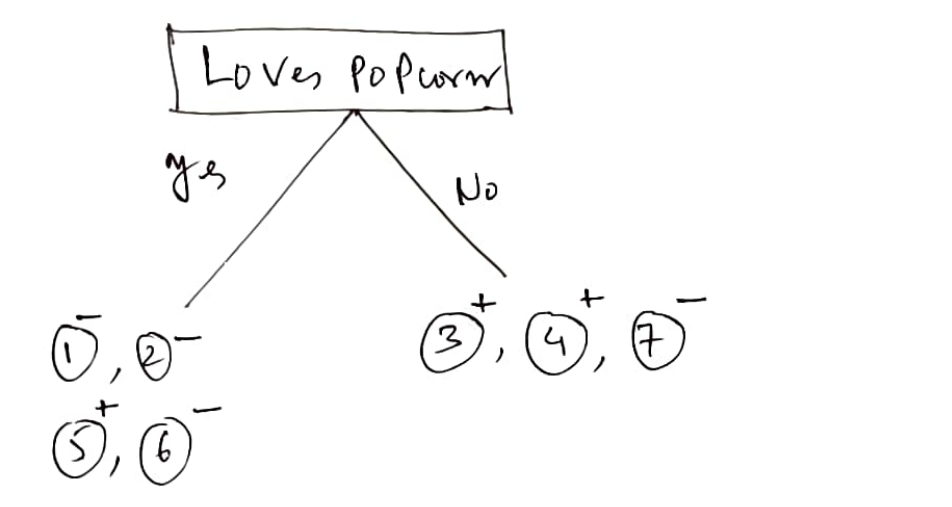 Loves Popcorn
Yes
No
1⁻, 2⁻
3⁺, 4⁺, 7⁻
5⁺, 6⁻